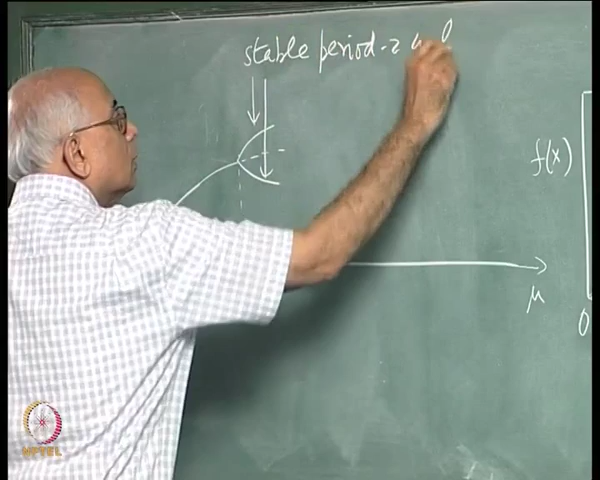 stable period-2
f(x)
μ
0
NPTEL